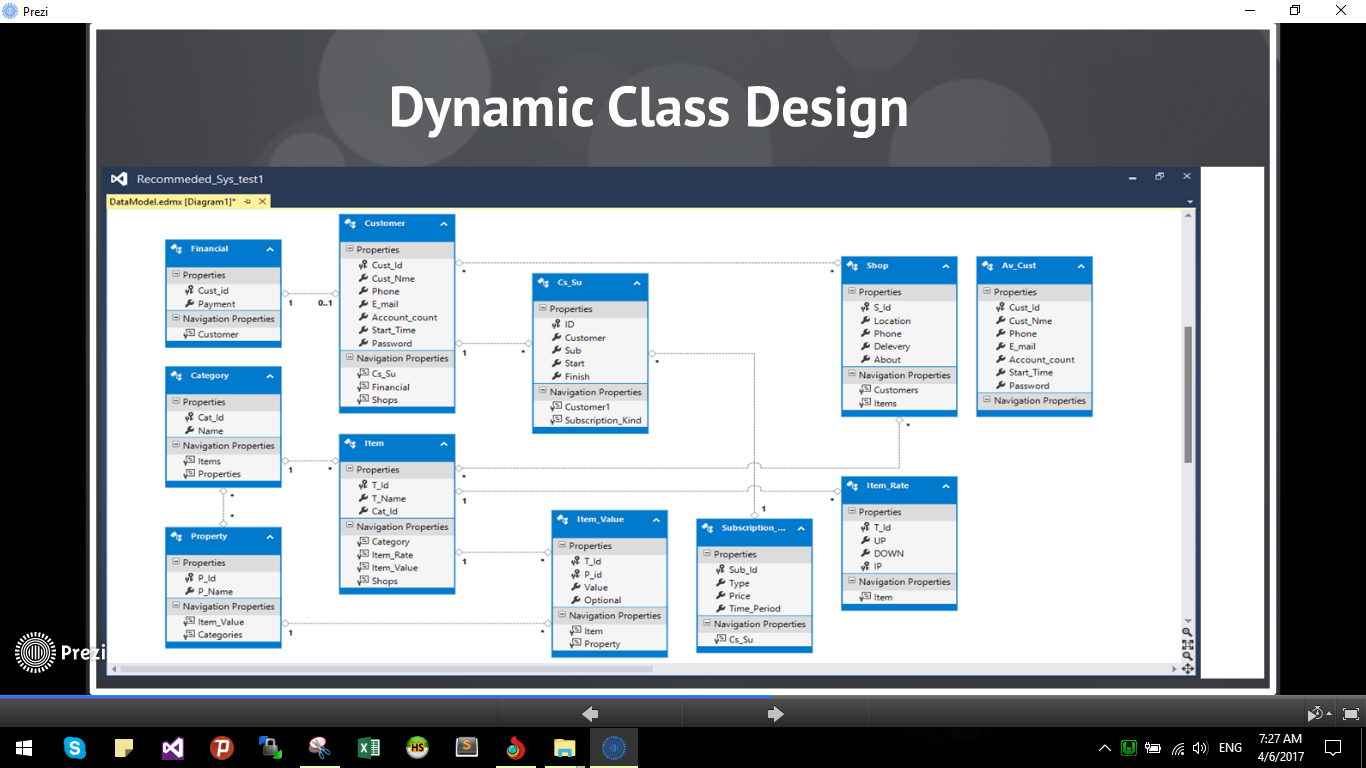 Prezi
Dynamic Class Design
Recommeded_Sys_test1
DataModel.edmx [Diagram1]*
Financial
Properties
Cust_id
Payment
Navigation Properties
Customer
1
0..1
Customer
Properties
Cust_Id
Cust_Nme
Phone
E_mail
Account_count
Start_Time
Password
Navigation Properties
Cs_Su
Financial
Shops
*
*
1
*
Cs_Su
Properties
ID
Customer
Sub
Start
Finish
Navigation Properties
Customer1
Subscription_Kind
*
1
Shop
Properties
S_Id
Location
Phone
Delevery
About
Navigation Properties
Customers
Items
*
Av_Cust
Properties
Cust_Id
Cust_Nme
Phone
E_mail
Account_count
Start_Time
Password
Navigation Properties
Category
Properties
Cat_Id
Name
Navigation Properties
Items
Properties
1
*
*
*
Item
Properties
T_Id
T_Name
Cat_Id
Navigation Properties
Category
Item_Rate
Item_Value
Shops
*
1
*
1
*
Property
Properties
P_Id
P_Name
Navigation Properties
Item_Value
Categories
1
*
Item_Value
Properties
T_Id
P_id
Value
Optional
Navigation Properties
Item
Property
Subscription_...
Properties
Sub_Id
Type
Price
Time_Period
Navigation Properties
Cs_Su
Item_Rate
Properties
T_Id
UP
DOWN
IP
Navigation Properties
Item
Prezi
HS
S
ENG
7:27 AM
4/6/2017